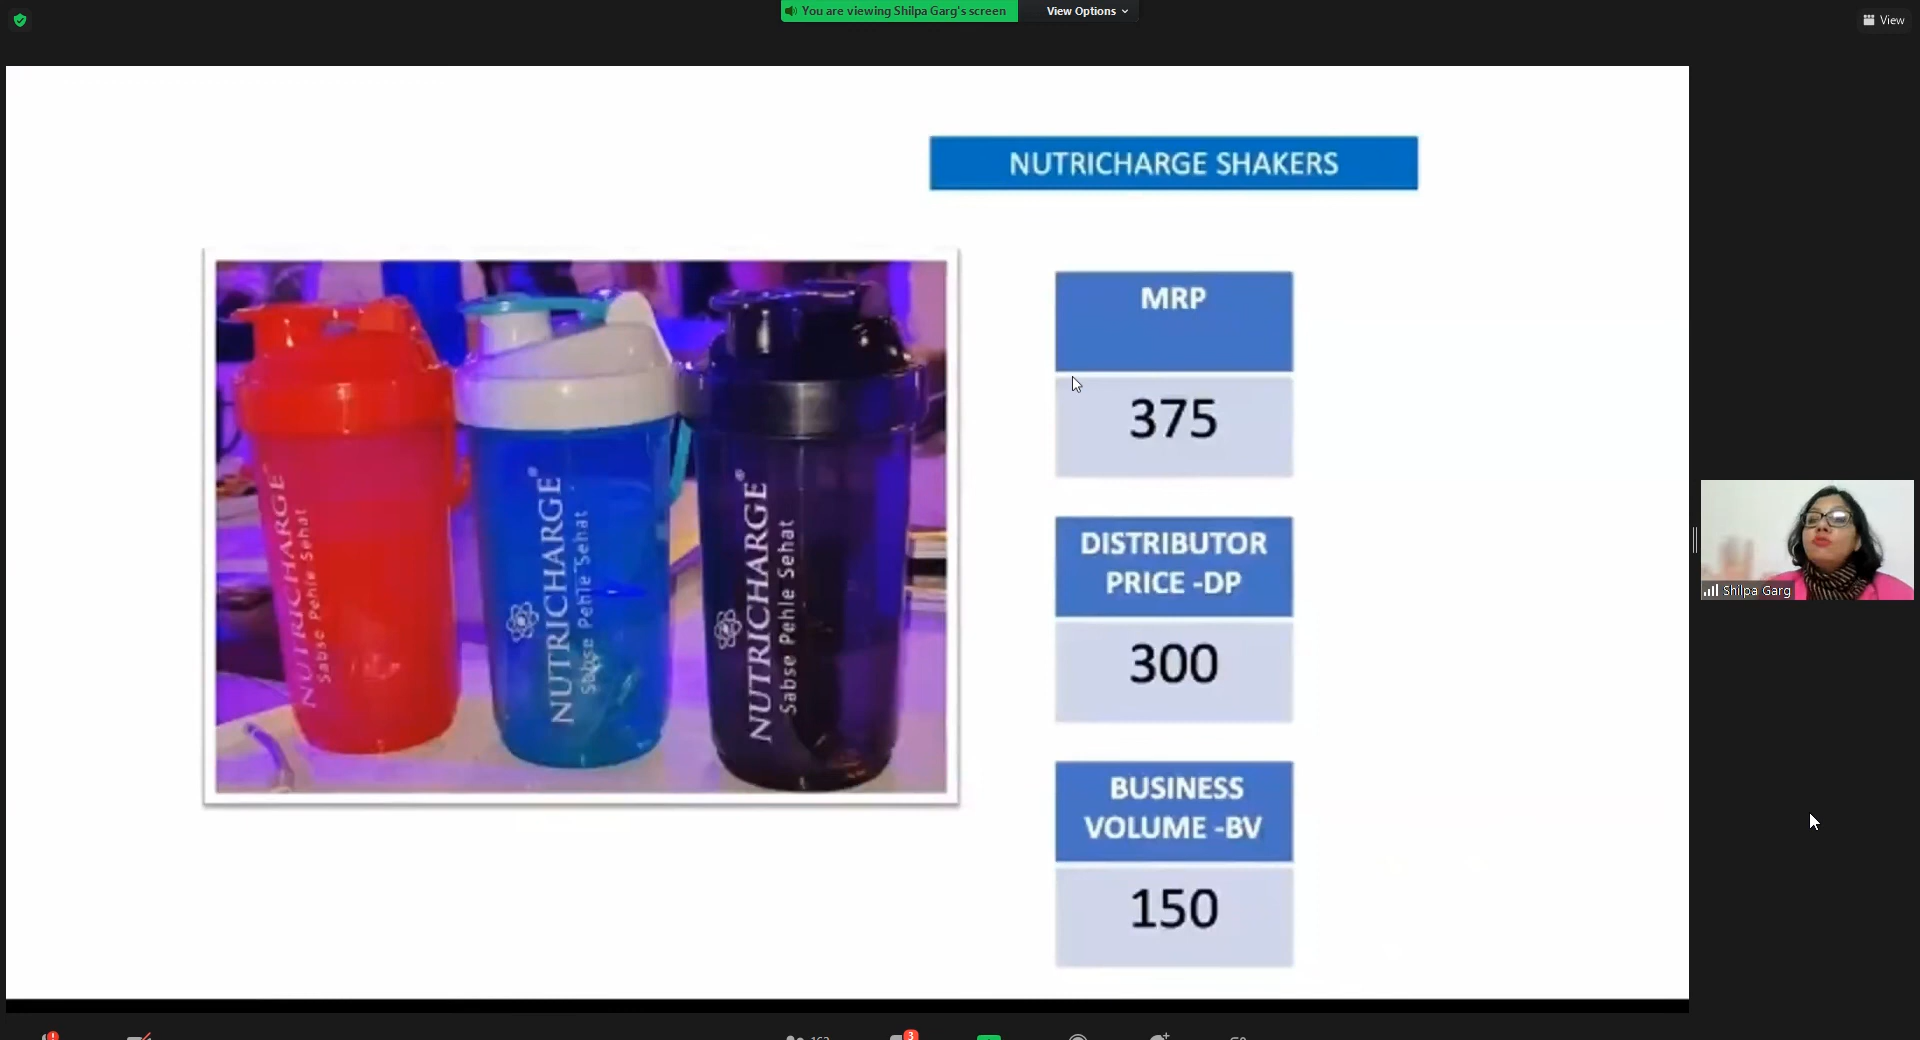 You are viewing Shilpa Garg's screen
View Options
View
NUTRICHARGE SHAKERS
MRP
375
DISTRIBUTOR
PRICE -DP
300
BUSINESS
VOLUME -BV
150
NUTRICHARGE
Sabse Pehle Sehat
NUTRICHARGE®
Sabse Pehle Sehat
NUTRICHARGE®
Sabse Pehle Sehat
Shilpa Garg
3